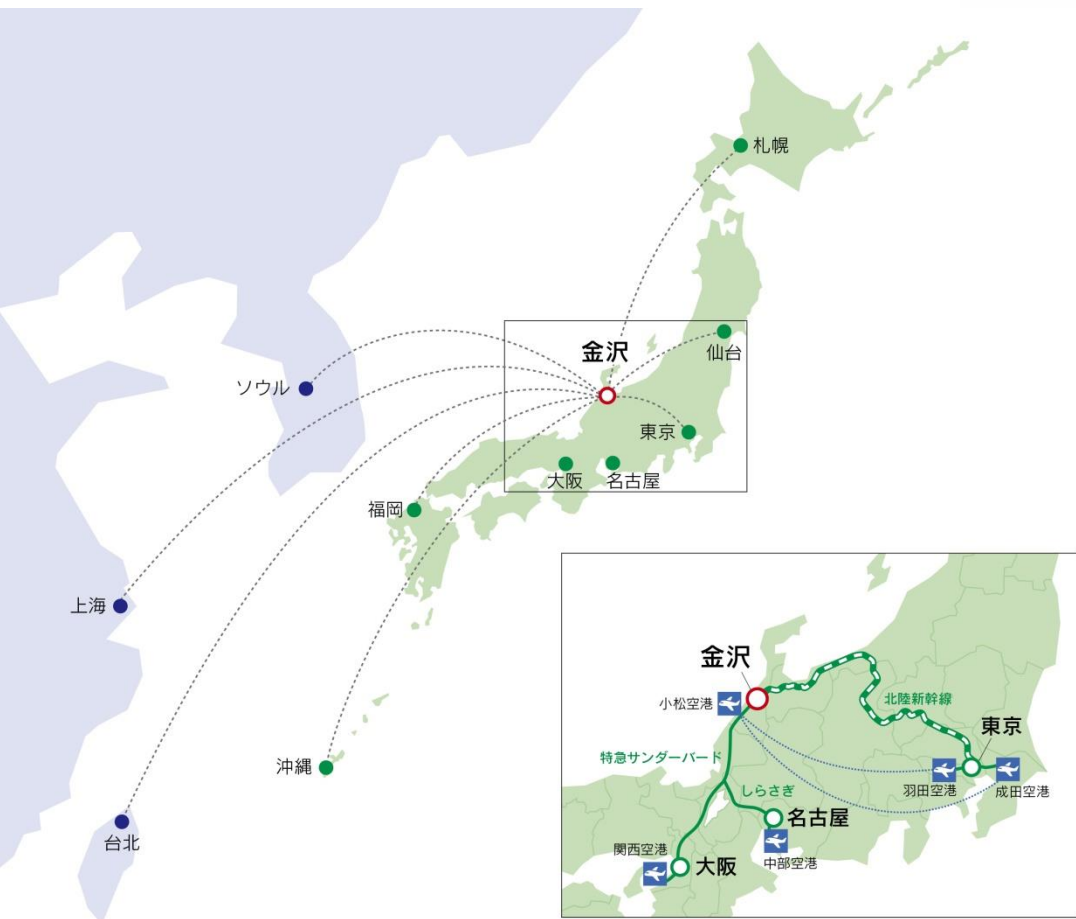 札幌
仙台
金沢
ソウル
東京
大阪
名古屋
福岡
上海
沖縄
台北
金沢
小松空港
北陸新幹線
東京
特急サンダーバード
羽田空港
成田空港
しらさぎ
名古屋
関西空港
中部空港
大阪